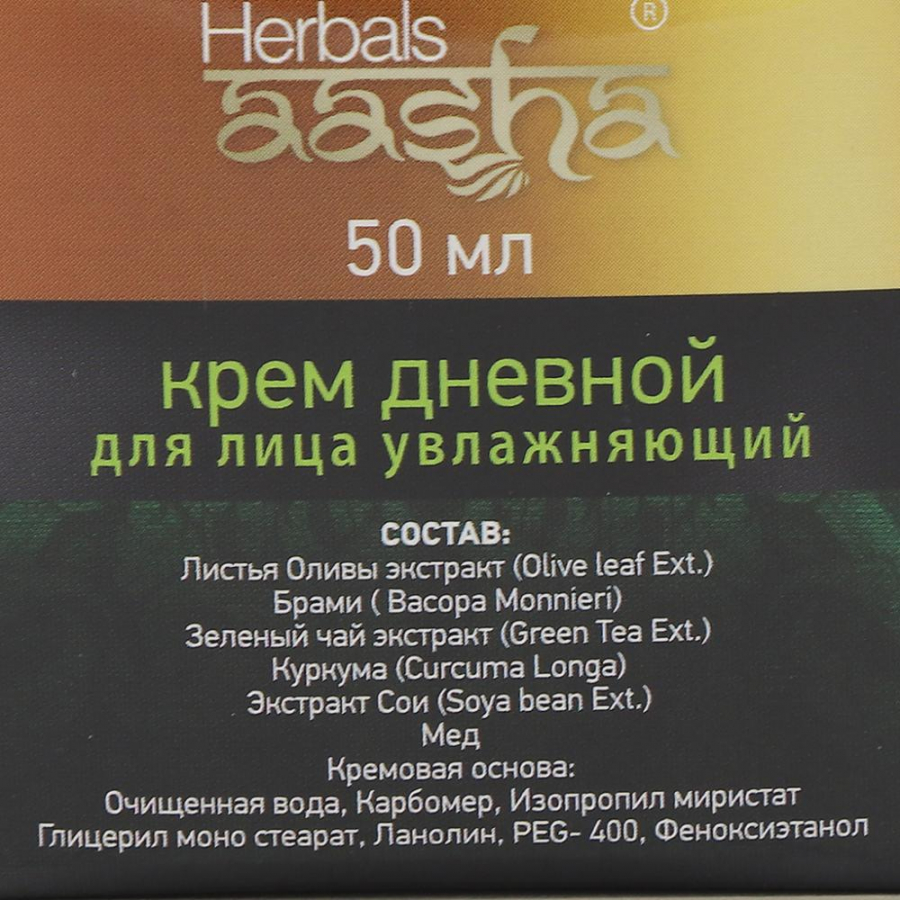 Herbals ®
aasha
50 мл
крем дневной
для лица увлажняющий
СОСТАВ:
Листья Оливы экстракт (Olive leaf Ext.)
Брами ( Bacopa Monnieri)
Зеленый чай экстракт (Green Tea Ext.)
Куркума (Curcuma Longa)
Экстракт Сои (Soya bean Ext.)
Мед
Кремовая основа:
Очищенная вода, Карбомер, Изопропил миристат
Глицерил моно стеарат, Ланолин, PEG- 400, Феноксиэтанол